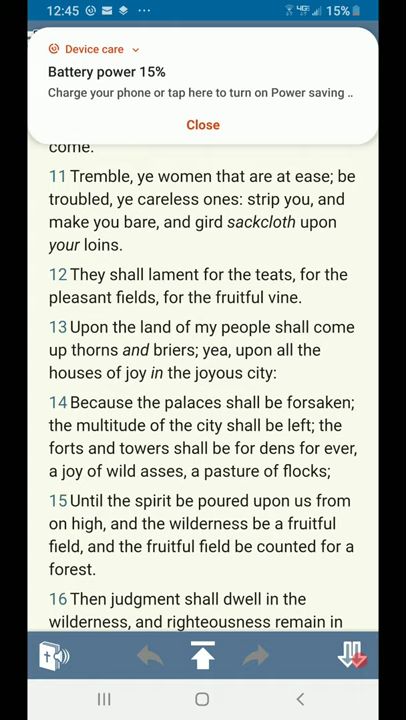 12:45
15%
Device care
Battery power 15%
Charge your phone or tap here to turn on Power saving ..
Close
come.
11 Tremble, ye women that are at ease; be
troubled, ye careless ones: strip you, and
make you bare, and gird sackcloth upon
your loins.
12 They shall lament for the teats, for the
pleasant fields, for the fruitful vine.
13 Upon the land of my people shall come
up thorns and briers; yea, upon all the
houses of joy in the joyous city:
14 Because the palaces shall be forsaken;
the multitude of the city shall be left; the
forts and towers shall be for dens for ever,
a joy of wild asses, a pasture of flocks;
15 Until the spirit be poured upon us from
on high, and the wilderness be a fruitful
field, and the fruitful field be counted for a
forest.
16 Then judgment shall dwell in the
wilderness, and righteousness remain in